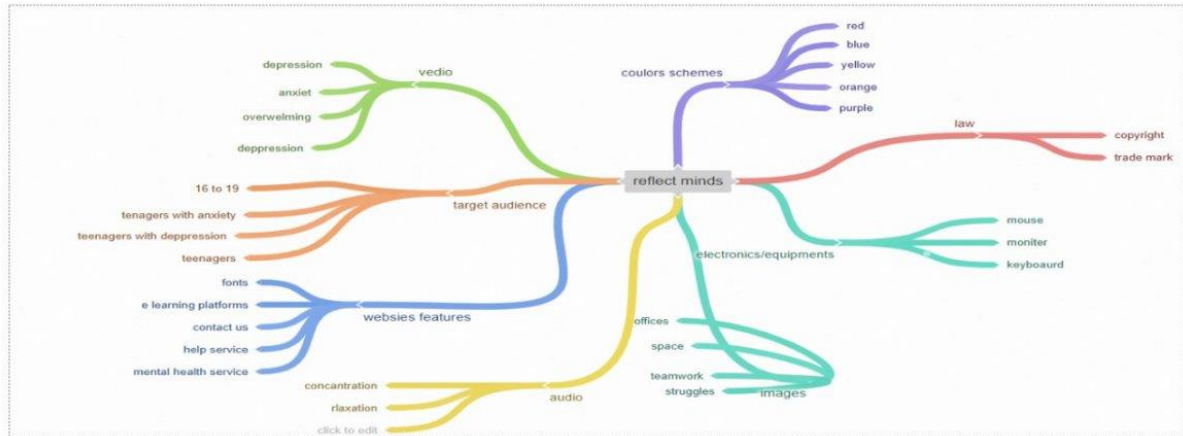 reflect minds
vedio
depression
anxiet
overwelming
deppression
target audience
16 to 19
tenagers with anxiety
teenagers with deppression
teenagers
websies features
fonts
e learning platforms
contact us
help service
mental health service
audio
concantration
rlaxation
click to edit
coulors schemes
red
blue
yellow
orange
purple
law
copyright
trade mark
electronics/equipments
mouse
moniter
keyboaurd
images
offices
space
teamwork
struggles